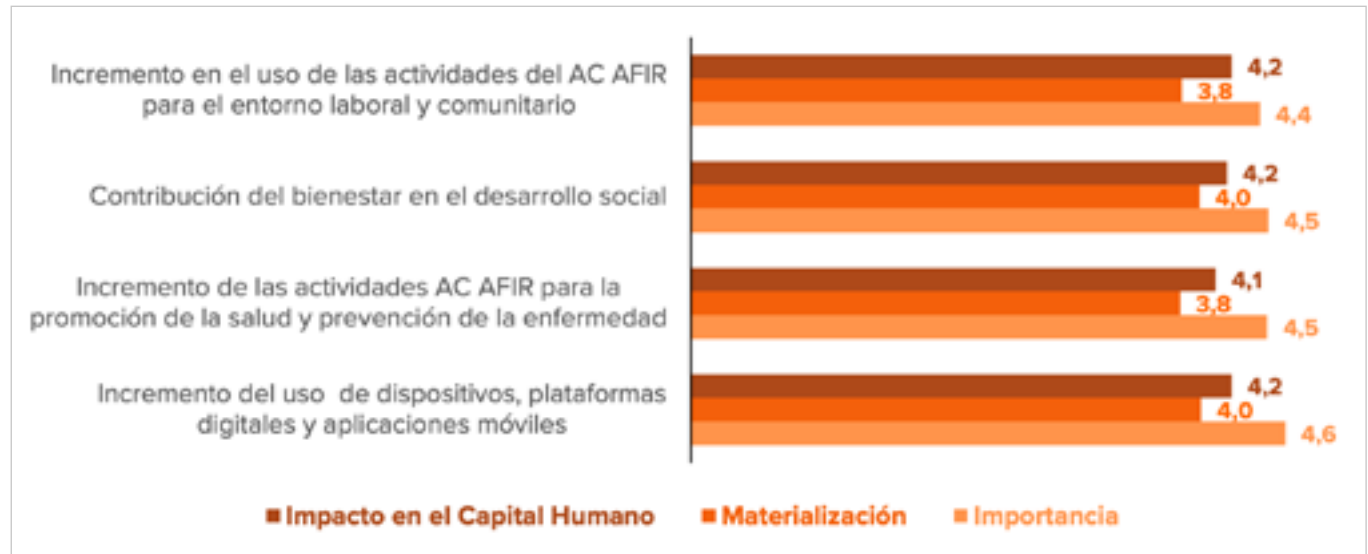 Incremento en el uso de las actividades del AC AFIR
para el entorno laboral y comunitario
4,2
3,8
4,4
Contribución del bienestar en el desarrollo social
4,2
4,0
4,5
Incremento de las actividades AC AFIR para la
promoción de la salud y prevención de la enfermedad
4,1
3,8
4,5
Incremento del uso de dispositivos, plataformas
digitales y aplicaciones móviles
4,2
4,0
4,6
Impacto en el Capital Humano Materialización Importancia